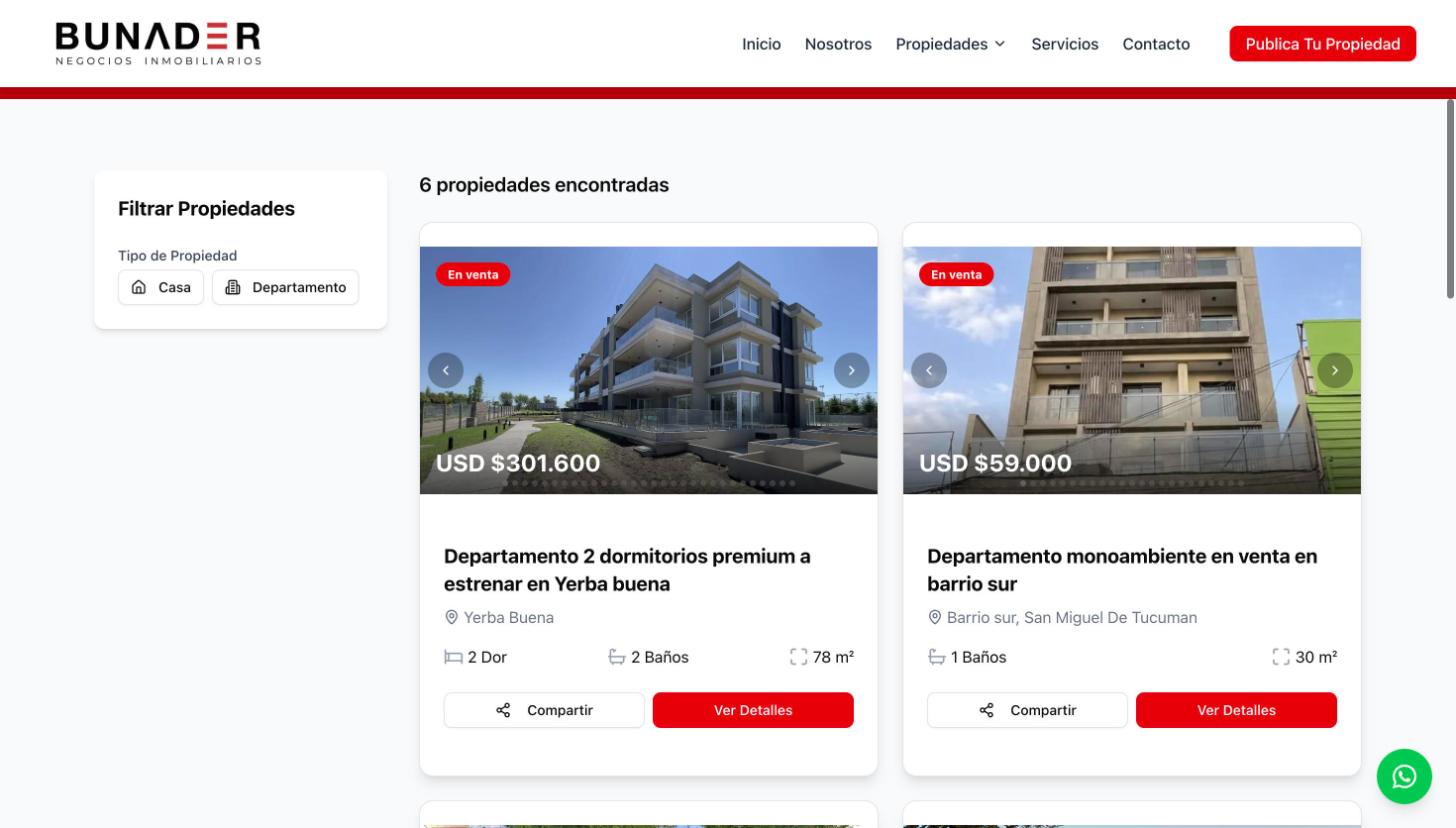 BUNADER
NEGOCIOS INMOBILIARIOS
Inicio
Nosotros
Propiedades
Servicios
Contacto
Publica Tu Propiedad
Filtrar Propiedades
Tipo de Propiedad
Casa
Departamento
6 propiedades encontradas
En venta
USD $301.600
Departamento 2 dormitorios premium a
estrenar en Yerba buena
Yerba Buena
2 Dor
2 Baños
78 m²
Compartir
Ver Detalles
En venta
USD $59.000
Departamento monoambiente en venta en
barrio sur
Barrio sur, San Miguel De Tucuman
1 Baños
30 m²
Compartir
Ver Detalles